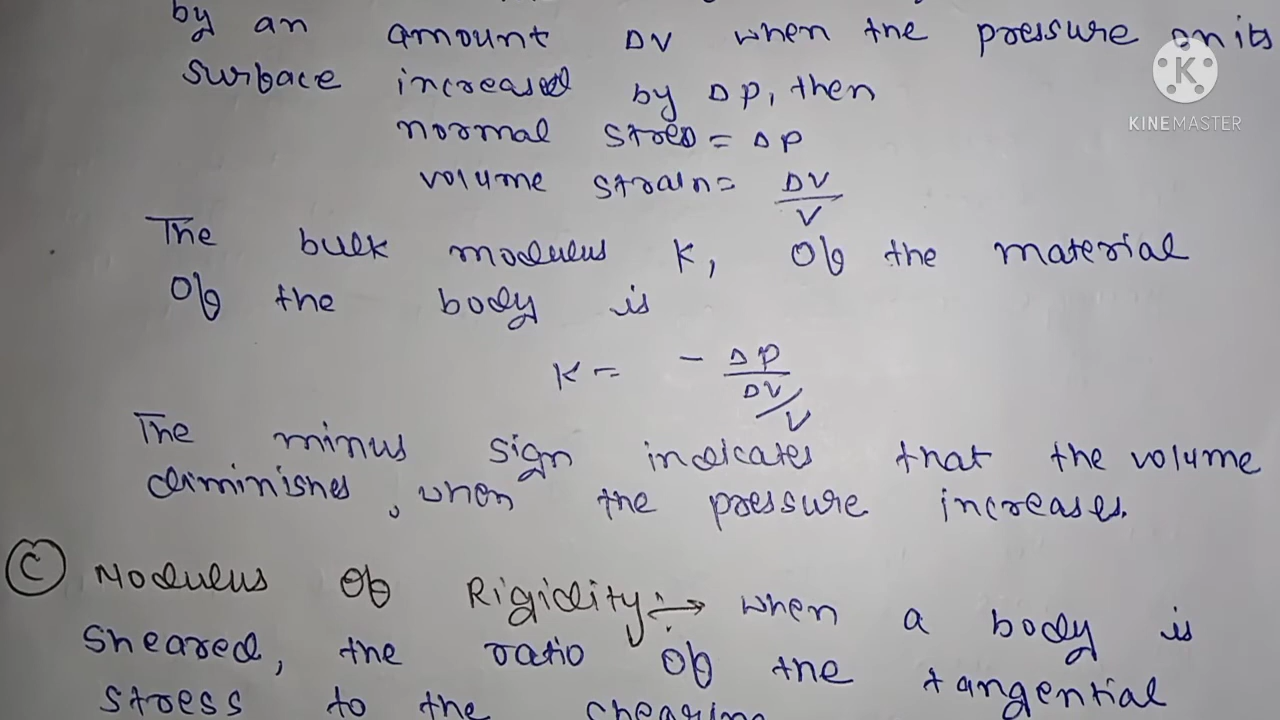 by an amount ΔV when the pressure on its
surface increased by ΔP, then
normal stress = ΔP
volume strain = ΔV/V
The bulk modulus K, of the material
of the body is
K = - ΔP/ΔV/V
The minus sign indicates that the volume
diminishes, when the pressure increases.
(C) Modulus of Rigidity :→ when a body is
sheared, the ratio of the tangential
stress to the shearing
K
KINEMASTER